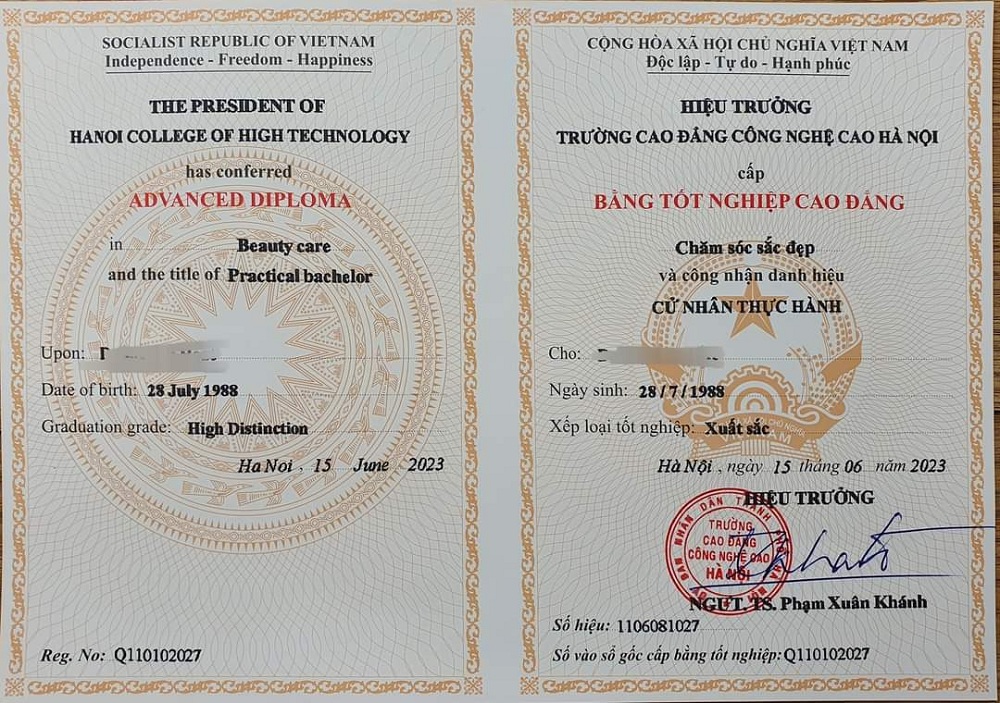 SOCIALIST REPUBLIC OF VIETNAM
Independence - Freedom - Happiness
THE PRESIDENT OF
HANOI COLLEGE OF HIGH TECHNOLOGY
has conferred
ADVANCED DIPLOMA
in Beauty care
and the title of Practical bachelor
Upon:
Date of birth: 28 July 1988
Graduation grade: High Distinction
Ha Noi, 15 June 2023
Reg. No: Q110102027
CỘNG HÒA XÃ HỘI CHỦ NGHĨA VIỆT NAM
Độc lập - Tự do - Hạnh phúc
HIỆU TRƯỞNG
TRƯỜNG CAO ĐẲNG CÔNG NGHỆ CAO HÀ NỘI
cấp
BẰNG TỐT NGHIỆP CAO ĐẲNG
Chăm sóc sắc đẹp
và công nhận danh hiệu
CỬ NHÂN THỰC HÀNH
Cho:
Ngày sinh: 28/7/1988
Xếp loại tốt nghiệp: Xuất sắc
Hà Nội, ngày 15 tháng 06 năm 2023
HIỆU TRƯỞNG
TRƯỜNG
CAO ĐẲNG
CÔNG NGHỆ CAO
HÀ NỘI
NGƯT. TS. Phạm Xuân Khánh
Số hiệu: 1106081027
Số vào sổ gốc cấp bằng tốt nghiệp: Q110102027